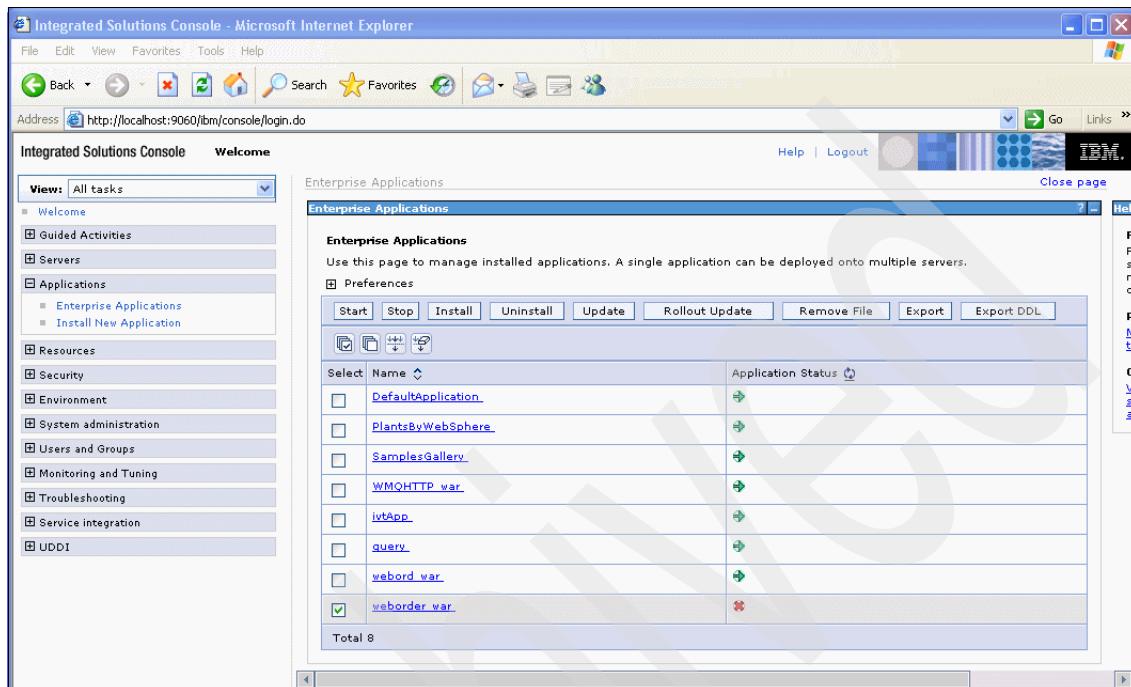 Integrated Solutions Console - Microsoft Internet Explorer
File Edit View Favorites Tools Help
Back Search Favorites
Address http://localhost:9060/ibm/console/login.do Go Links »
Integrated Solutions Console Welcome Help | Logout IBM.
View: All tasks
Welcome
Guided Activities
Servers
Applications
Enterprise Applications
Install New Application
Resources
Security
Environment
System administration
Users and Groups
Monitoring and Tuning
Troubleshooting
Service integration
UDDI
Enterprise Applications Close page
Enterprise Applications ? -
Enterprise Applications
Use this page to manage installed applications. A single application can be deployed onto multiple servers.
Preferences
Start Stop Install Uninstall Update Rollout Update Remove File Export Export DDL
Select Name Application Status
DefaultApplication
PlantsByWebSphere
SamplesGallery
WMQHTTP_war
ivtApp
query
webord_war
weborder_war
Total 8